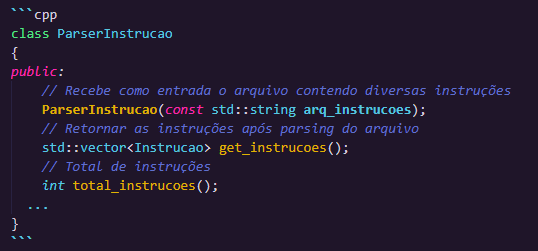 ```cpp
class ParserInstrucao
{
public:
    // Recebe como entrada o arquivo contendo diversas instruções
    ParserInstrucao(const std::string arq_instrucoes);
    // Retornar as instruções após parsing do arquivo
    std::vector<Instrucao> get_instrucoes();
    // Total de instruções
    int total_instrucoes();
  ...
}
```